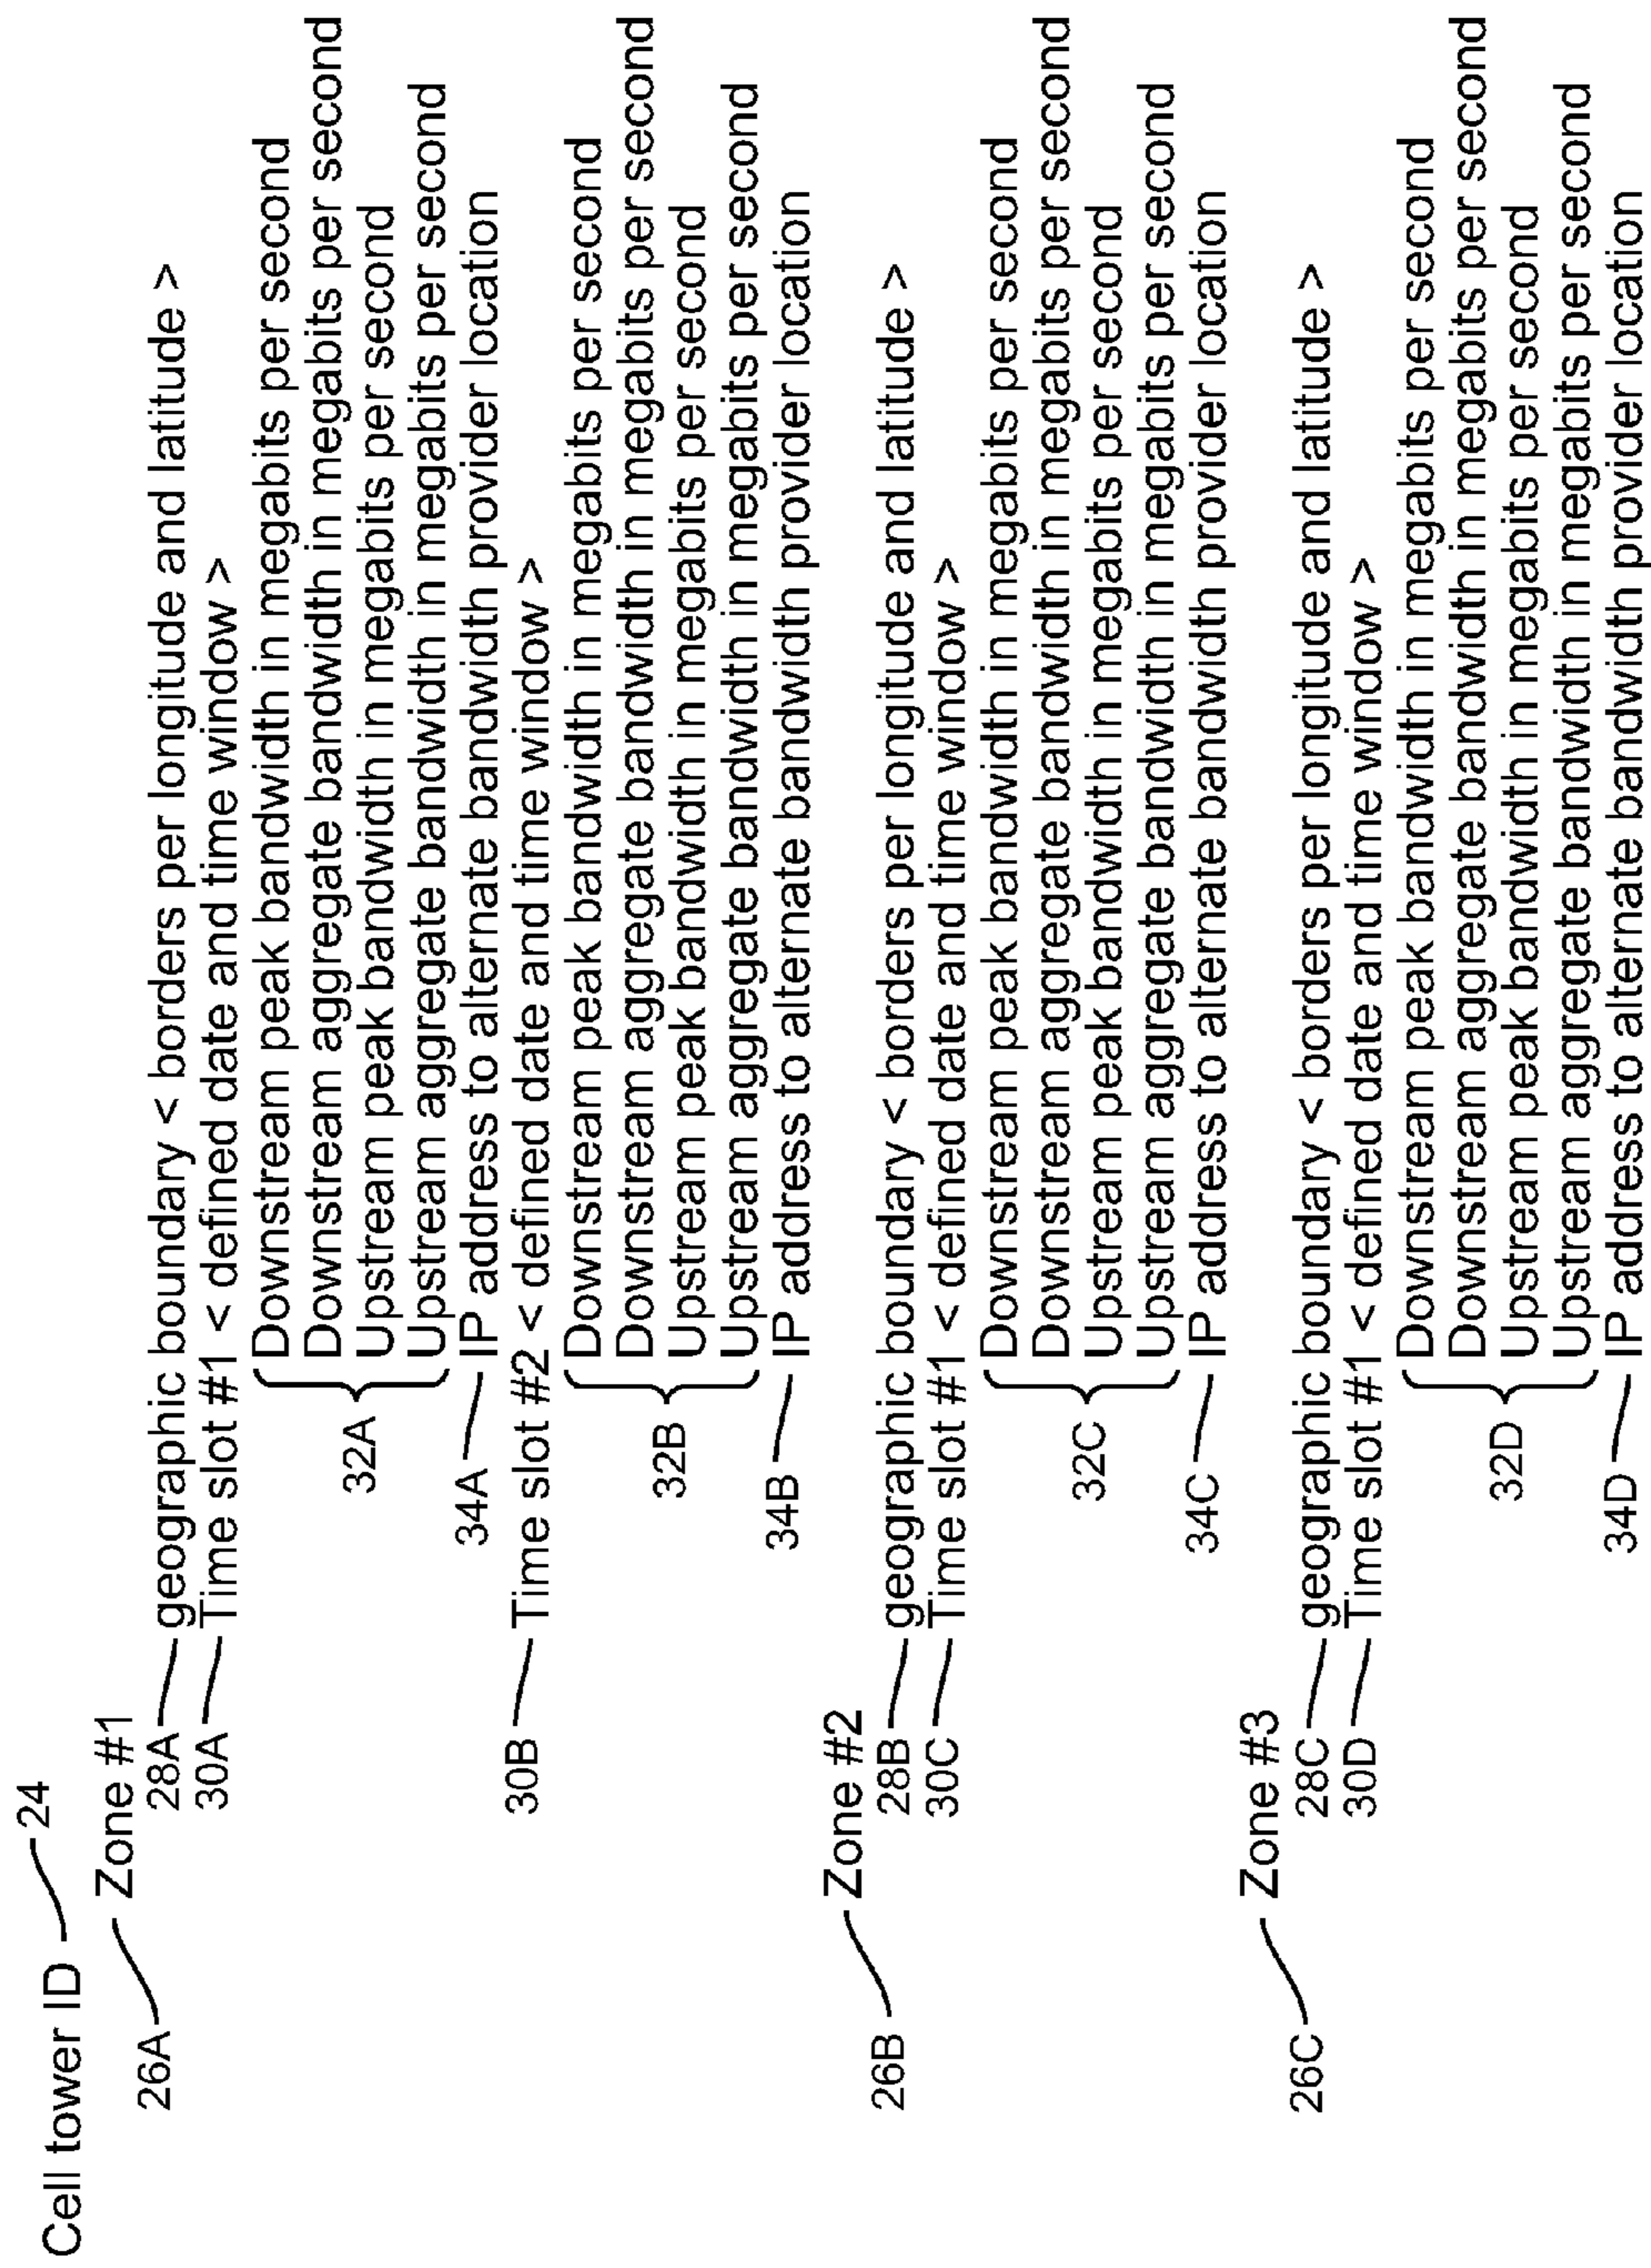 Cell tower ID 24
26A Zone #1
28A geographic boundary < borders per longitude and latitude >
30A Time slot #1 < defined date and time window >
Downstream peak bandwidth in megabits per second
Downstream aggregate bandwidth in megabits per second
32A Upstream peak bandwidth in megabits per second
Upstream aggregate bandwidth in megabits per second
34A IP address to alternate bandwidth provider location
30B Time slot #2 < defined date and time window >
Downstream peak bandwidth in megabits per second
Downstream aggregate bandwidth in megabits per second
32B Upstream peak bandwidth in megabits per second
Upstream aggregate bandwidth in megabits per second
34B IP address to alternate bandwidth provider location
26B Zone #2
28B geographic boundary < borders per longitude and latitude >
30C Time slot #1 < defined date and time window >
Downstream peak bandwidth in megabits per second
Downstream aggregate bandwidth in megabits per second
32C Upstream peak bandwidth in megabits per second
Upstream aggregate bandwidth in megabits per second
34C IP address to alternate bandwidth provider location
26C Zone #3
28C geographic boundary < borders per longitude and latitude >
30D Time slot #1 < defined date and time window >
Downstream peak bandwidth in megabits per second
Downstream aggregate bandwidth in megabits per second
32D Upstream peak bandwidth in megabits per second
Upstream aggregate bandwidth in megabits per second
34D IP address to alternate bandwidth provider location